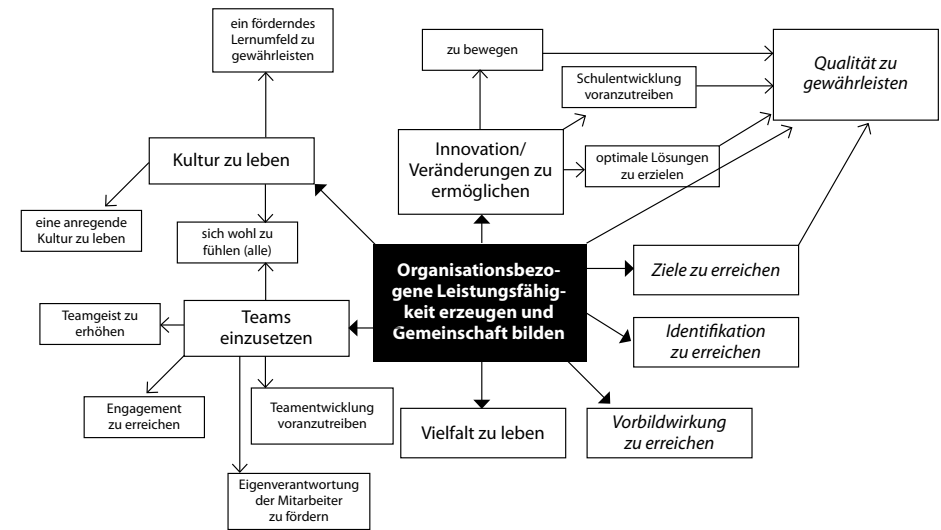 ein förderndes
Lernumfeld zu
gewährleisten
zu bewegen
Qualität zu
gewährleisten
Schulentwicklung
voranzutreiben
Kultur zu leben
Innovation/
Veränderungen zu
ermöglichen
optimale Lösungen
zu erzielen
eine anregende
Kultur zu leben
sich wohl zu
fühlen (alle)
Organisationsbezo-
gene Leistungsfähig-
keit erzeugen und
Gemeinschaft bilden
Ziele zu erreichen
Teamgeist zu
erhöhen
Teams
einzusetzen
Identifikation
zu erreichen
Engagement
zu erreichen
Teamentwicklung
voranzutreiben
Vielfalt zu leben
Vorbildwirkung
zu erreichen
Eigenverantwortung
der Mitarbeiter
zu fördern